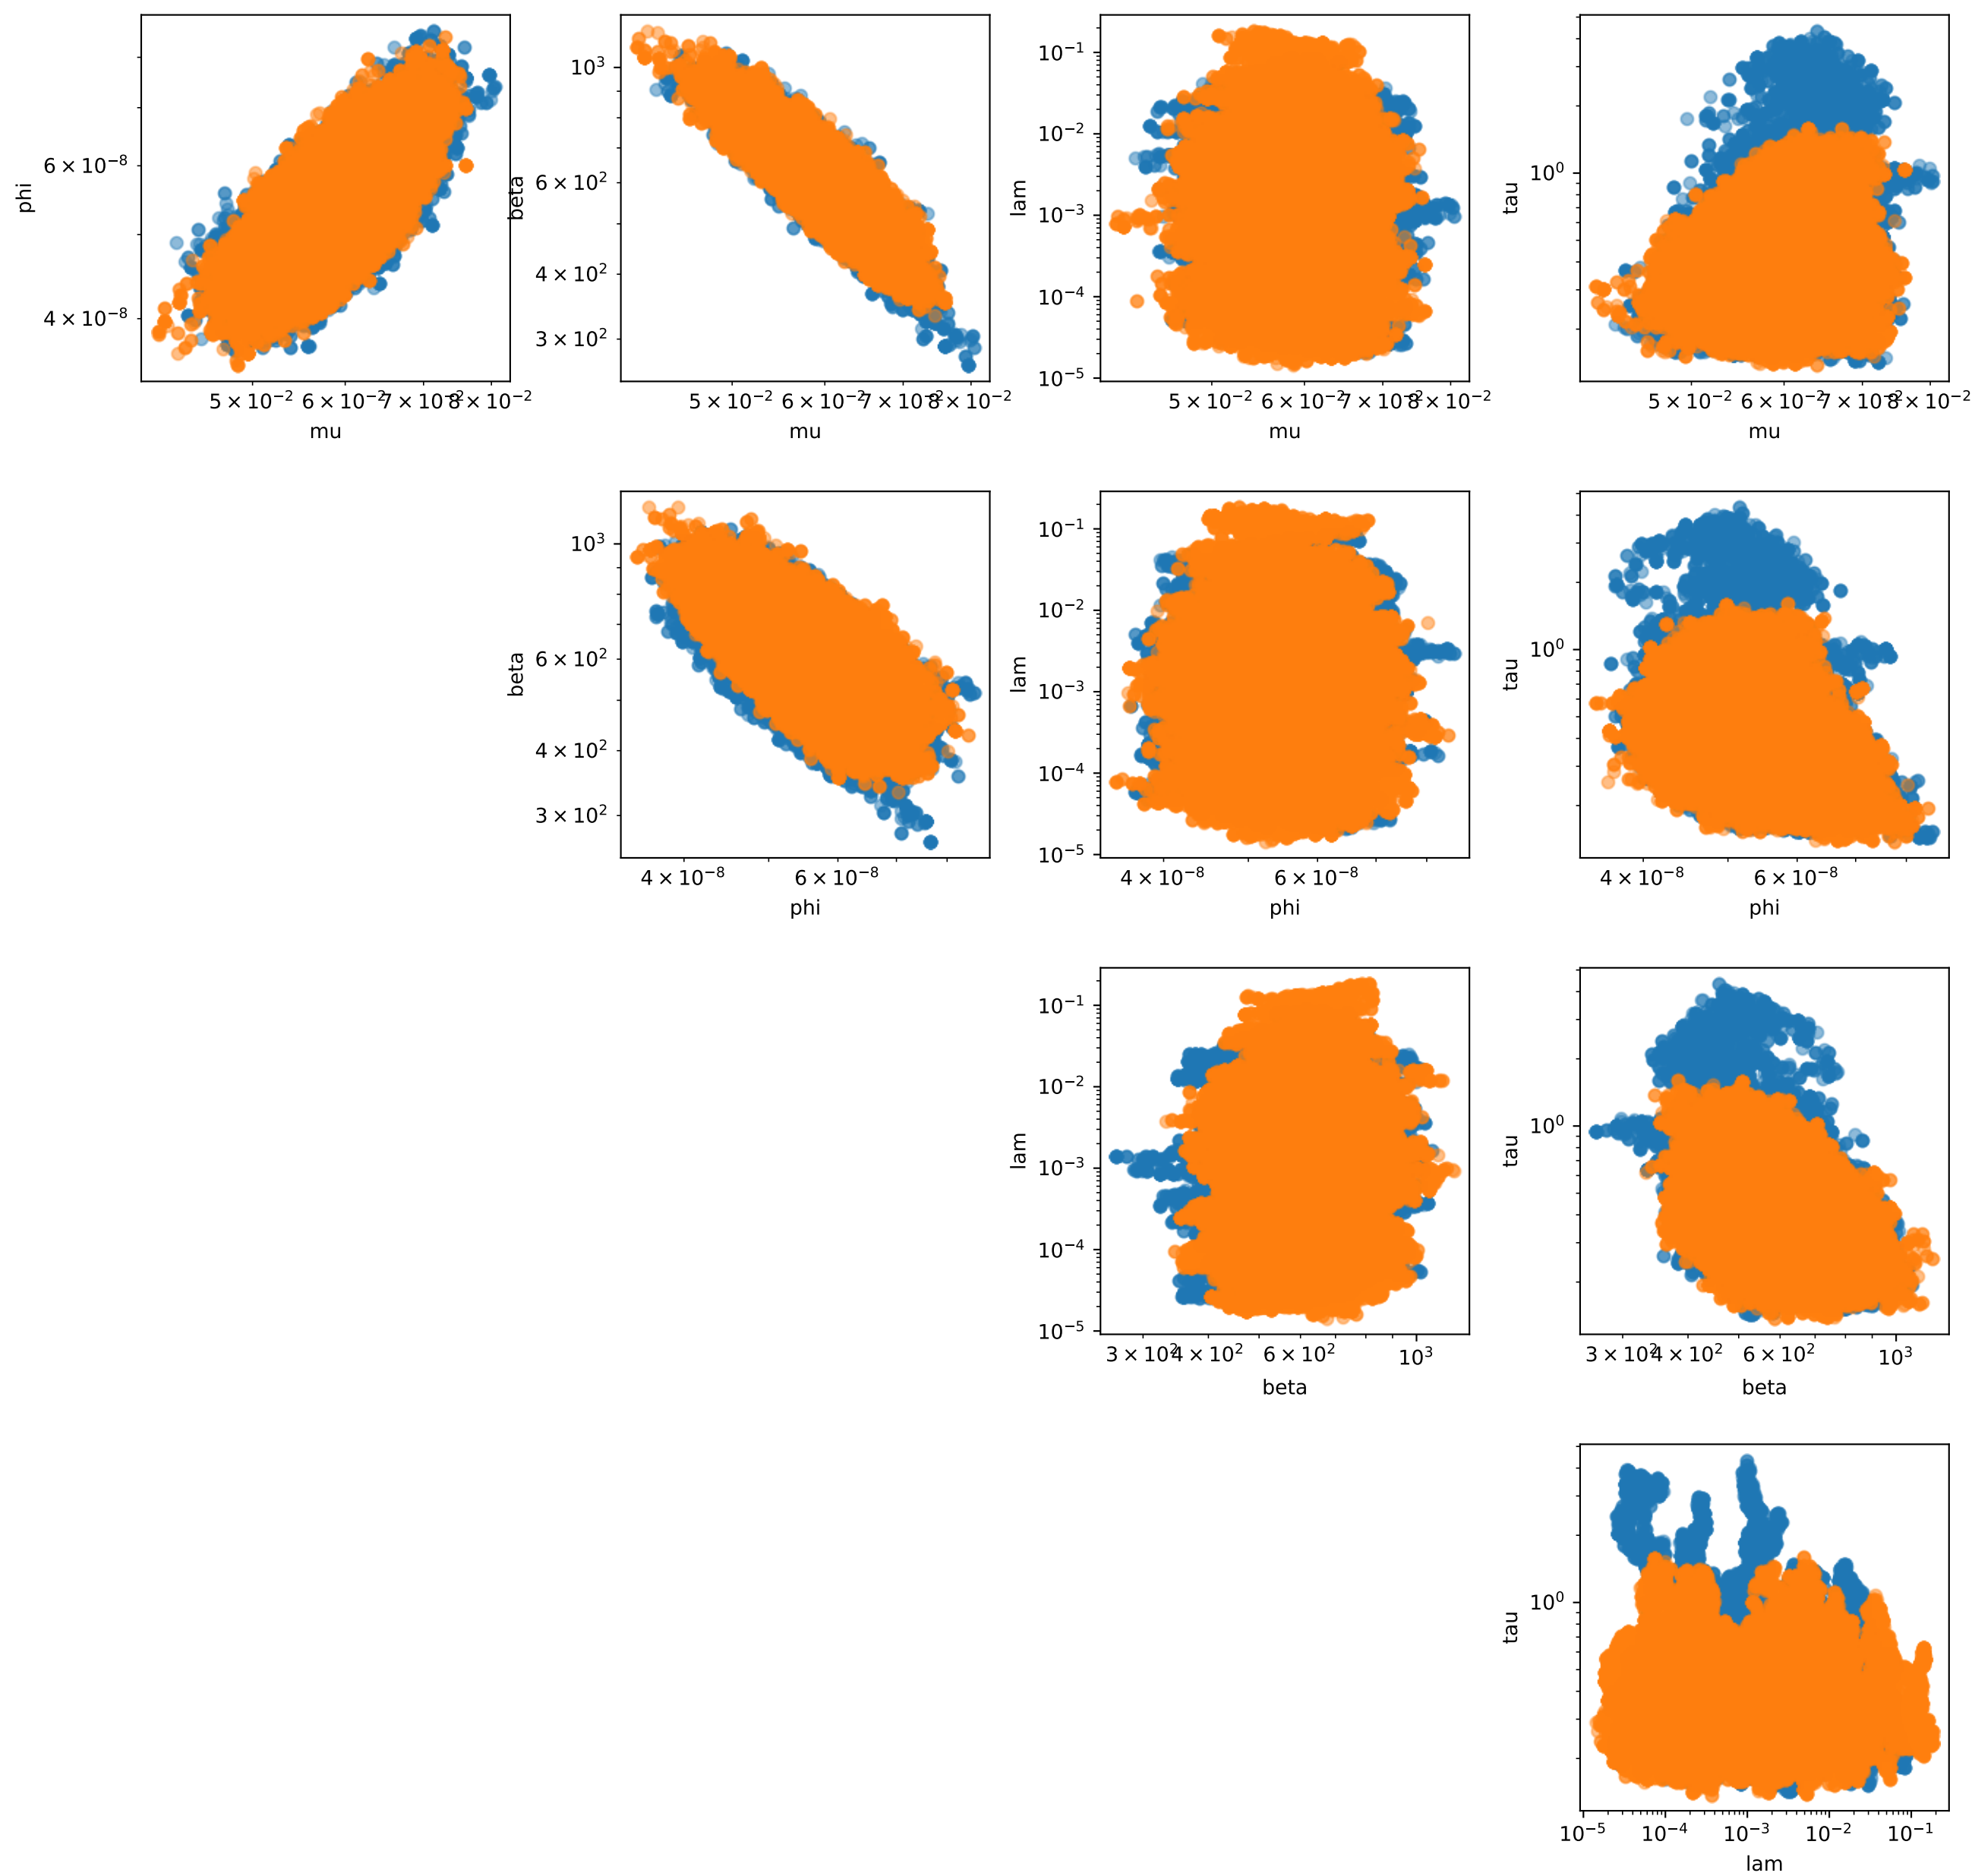 phi
6 × 10⁻⁸
4 × 10⁻⁸
5 × 10⁻² 6 × 10⁻² 7 × 10⁻² 8 × 10⁻²
mu
beta
10³
6 × 10²
4 × 10²
3 × 10²
5 × 10⁻² 6 × 10⁻² 7 × 10⁻² 8 × 10⁻²
mu
lam
10⁻¹
10⁻²
10⁻³
10⁻⁴
10⁻⁵
5 × 10⁻² 6 × 10⁻² 7 × 10⁻² 8 × 10⁻²
mu
tau
10⁰
5 × 10⁻² 6 × 10⁻² 7 × 10⁻² 8 × 10⁻²
mu
beta
10³
6 × 10²
4 × 10²
3 × 10²
4 × 10⁻⁸ 6 × 10⁻⁸
phi
lam
10⁻¹
10⁻²
10⁻³
10⁻⁴
10⁻⁵
4 × 10⁻⁸ 6 × 10⁻⁸
phi
tau
10⁰
4 × 10⁻⁸ 6 × 10⁻⁸
phi
lam
10⁻¹
10⁻²
10⁻³
10⁻⁴
10⁻⁵
3 × 10² 4 × 10² 6 × 10² 10³
beta
tau
10⁰
3 × 10² 4 × 10² 6 × 10² 10³
beta
tau
10⁰
10⁻⁵ 10⁻⁴ 10⁻³ 10⁻² 10⁻¹
lam